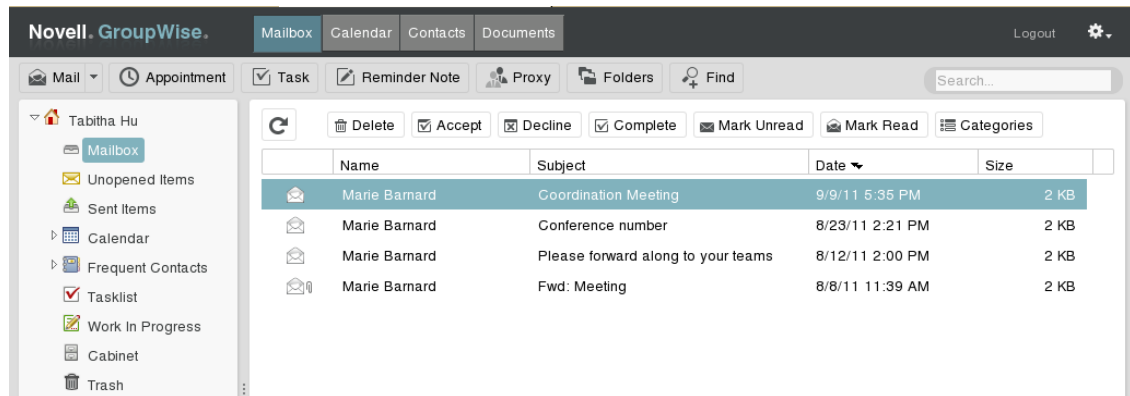 Novell. GroupWise. Mailbox Calendar Contacts Documents Logout
Mail Appointment Task Reminder Note Proxy Folders Find Search...
Tabitha Hu
Mailbox
Unopened Items
Sent Items
Calendar
Frequent Contacts
Tasklist
Work In Progress
Cabinet
Trash
Delete Accept Decline Complete Mark Unread Mark Read Categories
Name Subject Date Size
Marie Barnard Coordination Meeting 9/9/11 5:35 PM 2 KB
Marie Barnard Conference number 8/23/11 2:21 PM 2 KB
Marie Barnard Please forward along to your teams 8/12/11 2:00 PM 2 KB
Marie Barnard Fwd: Meeting 8/8/11 11:39 AM 2 KB